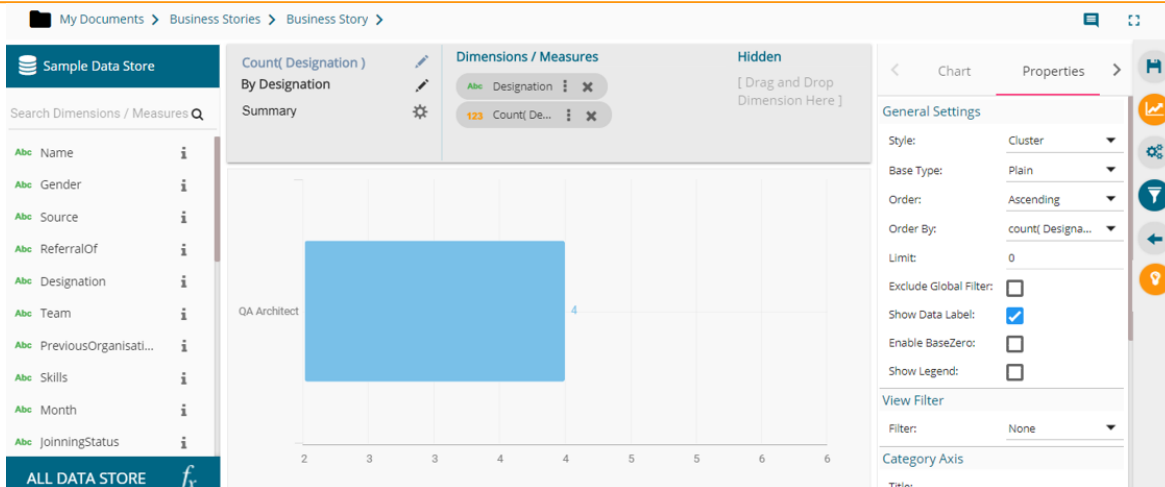 My Documents > Business Stories > Business Story >
Sample Data Store
Search Dimensions / Measures
Abc Name i
Abc Gender i
Abc Source i
Abc ReferralOf i
Abc Designation i
Abc Team i
Abc PreviousOrganisati... i
Abc Skills i
Abc Month i
Abc JoinningStatus i
ALL DATA STORE fx
Count( Designation )
By Designation
Summary
Dimensions / Measures
Abc Designation
123 Count( De...
Hidden
[ Drag and Drop
Dimension Here ]
QA Architect
4
2 3 3 4 4 5 5 6 6
Chart Properties
General Settings
Style: Cluster
Base Type: Plain
Order: Ascending
Order By: count( Designa...
Limit: 0
Exclude Global Filter:
Show Data Label:
Enable BaseZero:
Show Legend:
View Filter
Filter: None
Category Axis
Title: